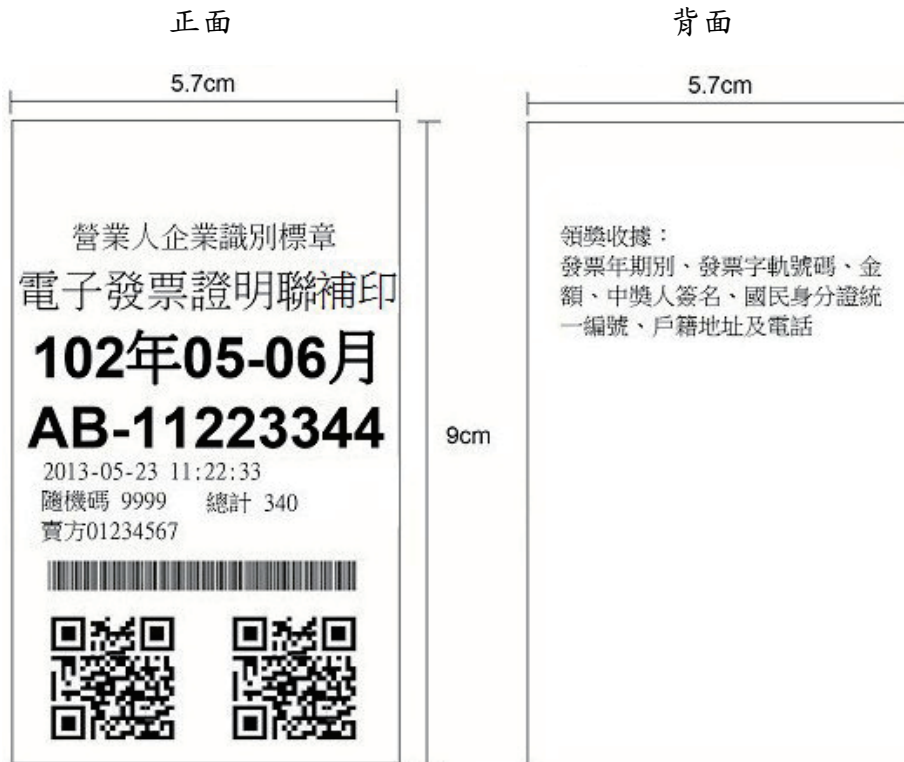 正面
背面
5.7cm
5.7cm
營業人企業識別標章
電子發票證明聯補印
102年05-06月
AB-11223344
2013-05-23 11:22:33
隨機碼 9999 總計 340
賣方01234567
9cm
領獎收據：
發票年期別、發票字軌號碼、金
額、中獎人簽名、國民身分證統
一編號、戶籍地址及電話